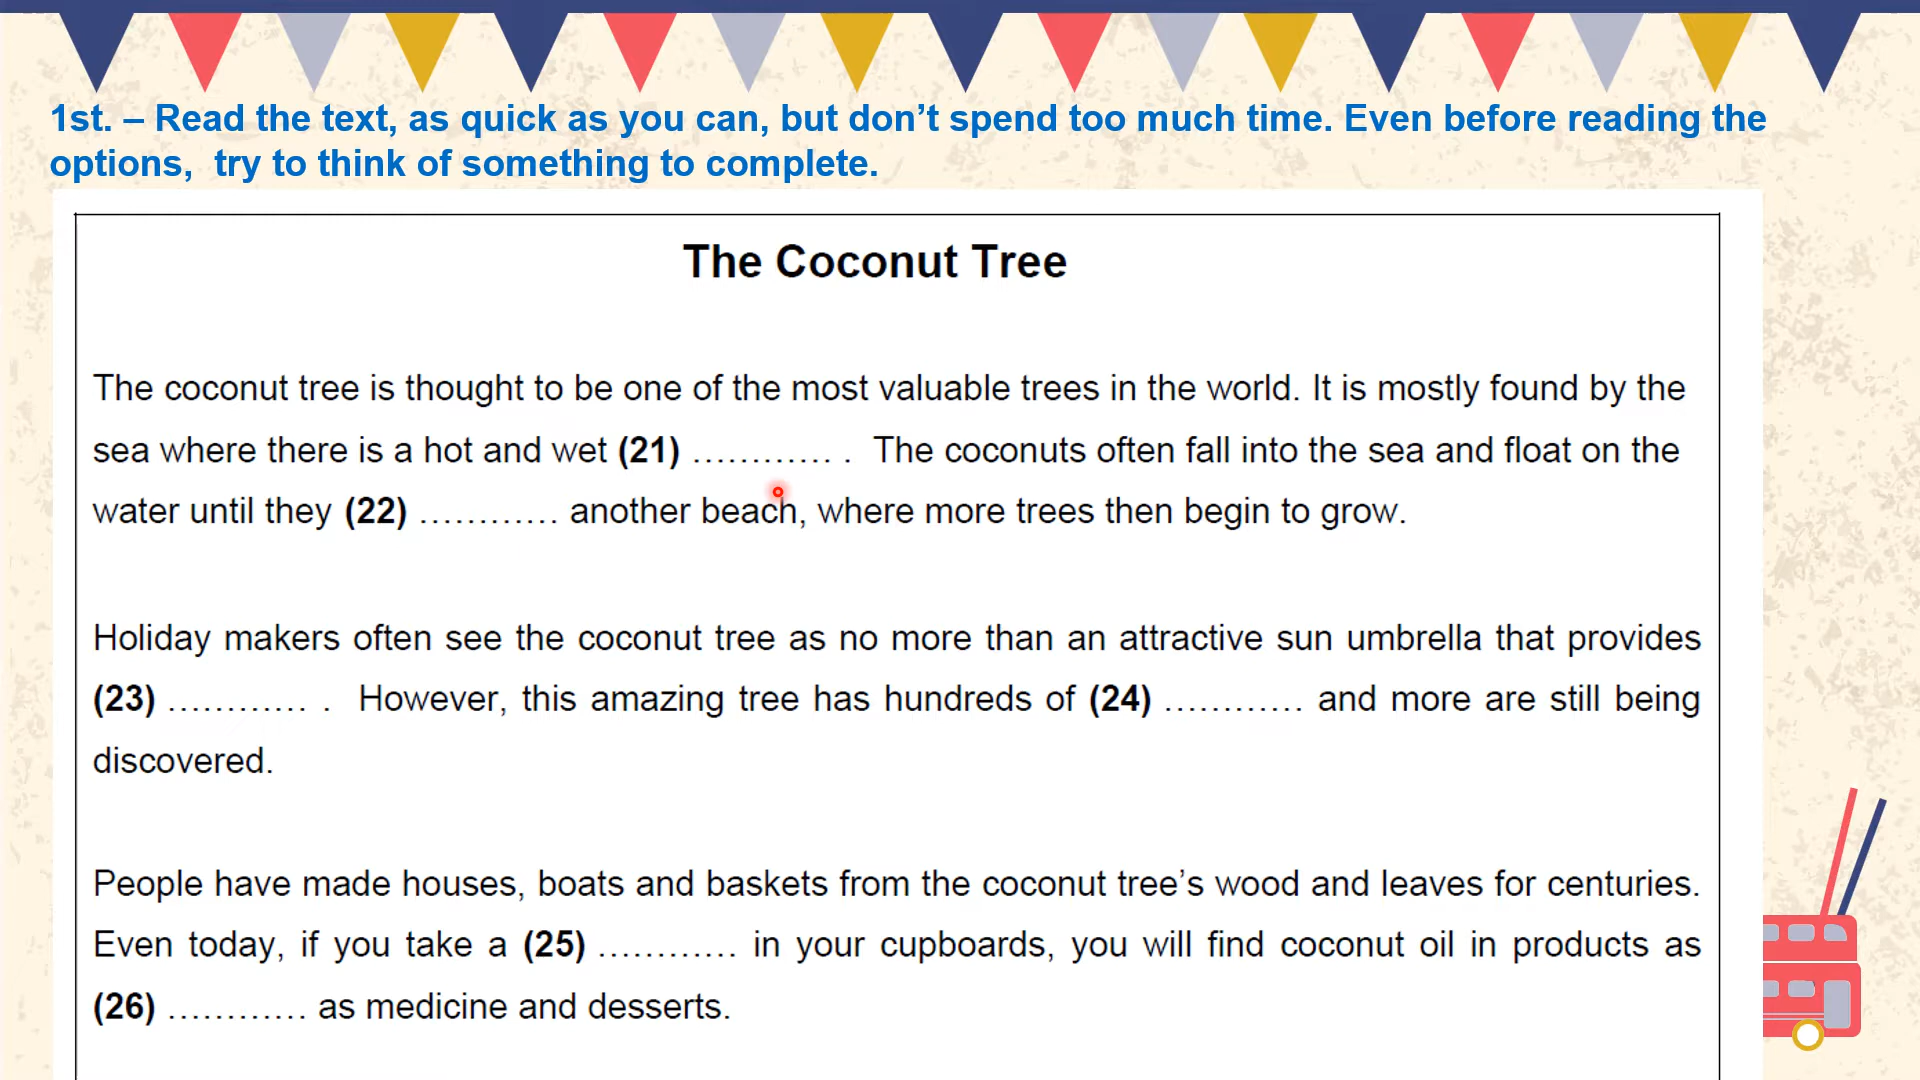 1st. – Read the text, as quick as you can, but don’t spend too much time. Even before reading the
options,  try to think of something to complete.
The Coconut Tree
The coconut tree is thought to be one of the most valuable trees in the world. It is mostly found by the
sea where there is a hot and wet (21) ............ .  The coconuts often fall into the sea and float on the
water until they (22) ............ another beach, where more trees then begin to grow.
Holiday makers often see the coconut tree as no more than an attractive sun umbrella that provides
(23) ............ .  However, this amazing tree has hundreds of (24) ............ and more are still being
discovered.
People have made houses, boats and baskets from the coconut tree’s wood and leaves for centuries.
Even today, if you take a (25) ............ in your cupboards, you will find coconut oil in products as
(26) ............ as medicine and desserts.